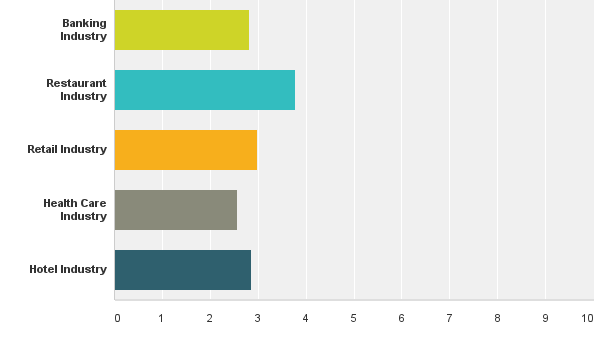 Banking
Industry
Restaurant
Industry
Retail Industry
Health Care
Industry
Hotel Industry
0 1 2 3 4 5 6 7 8 9 10